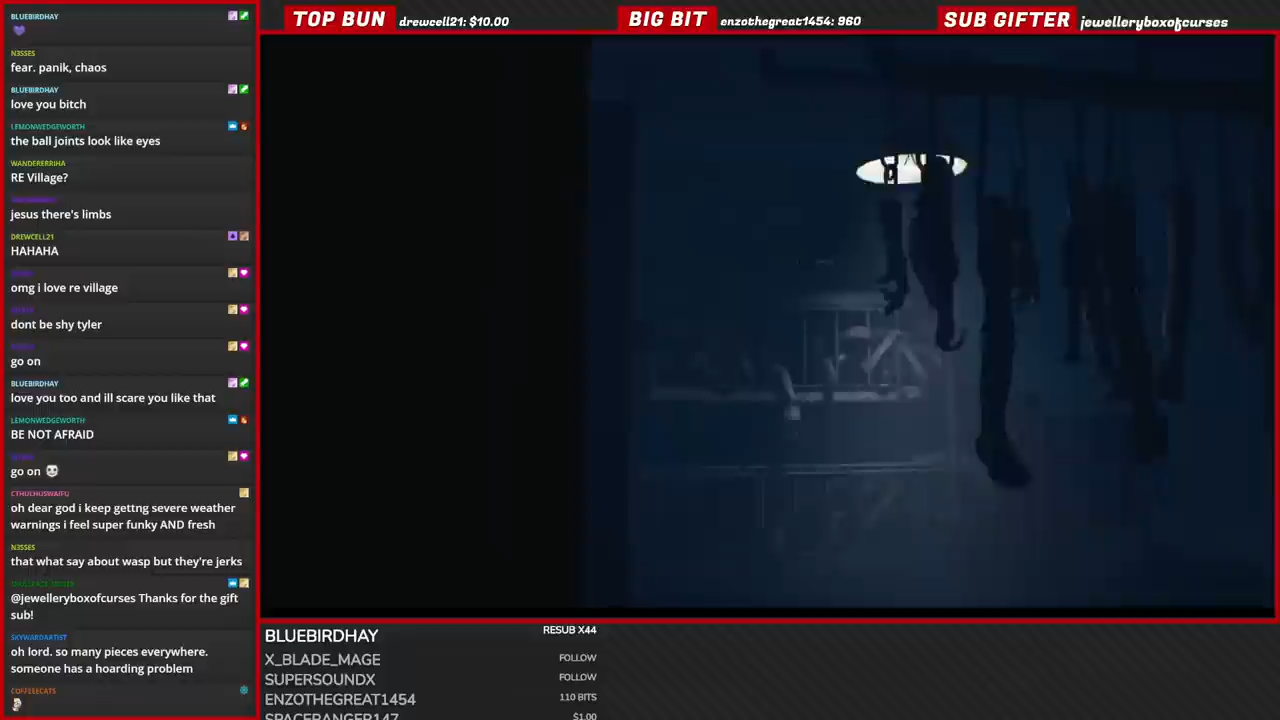 TOP BUN drewcell21: $10.00
BIG BIT enzothegreat1454: 960
SUB GIFTER jewelleryboxofcurses
BLUEBIRDHAY
N3SSES
fear. panik, chaos
BLUEBIRDHAY
love you bitch
LEMONWEDGEWORTH
the ball joints look like eyes
WANDERERRIHA
RE Village?
jesus there's limbs
DREWCELL21
HAHAHA
omg i love re village
dont be shy tyler
go on
BLUEBIRDHAY
love you too and ill scare you like that
LEMONWEDGEWORTH
BE NOT AFRAID
go on
CTHULHUSWAIFU
oh dear god i keep gettng severe weather
warnings i feel super funky AND fresh
N3SSES
that what say about wasp but they're jerks
@jewelleryboxofcurses Thanks for the gift
sub!
SKYWARDARTIST
oh lord. so many pieces everywhere.
someone has a hoarding problem
COFFEEECATS
BLUEBIRDHAY RESUB X44
X_BLADE_MAGE FOLLOW
SUPERSOUNDX FOLLOW
ENZOTHEGREAT1454 110 BITS
SPACERANGER147 $1.00